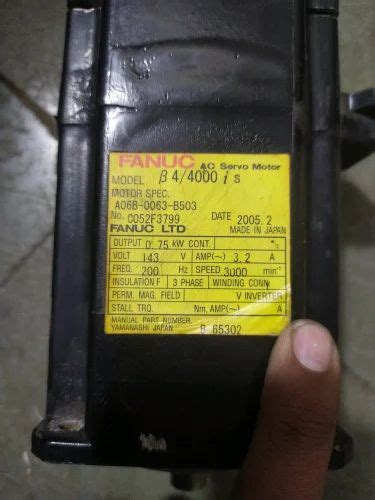 FANUC AC Servo Motor
MODEL β4/4000 is
MOTOR SPEC.
A06B-0063-B503
No. C052F3799 DATE 2005.2
FANUC LTD MADE IN JAPAN
OUTPUT 0.75 kW CONT.
VOLT 143 V AMP(~) 3.2 A
FREQ. 200 Hz SPEED 3000 min⁻¹
INSULATION F 3 PHASE WINDING CONN.
PERM. MAG. FIELD V INVERTER
STALL TRQ. Nm, AMP(~) A
MANUAL PART NUMBER.
YAMANASHI JAPAN B 65302